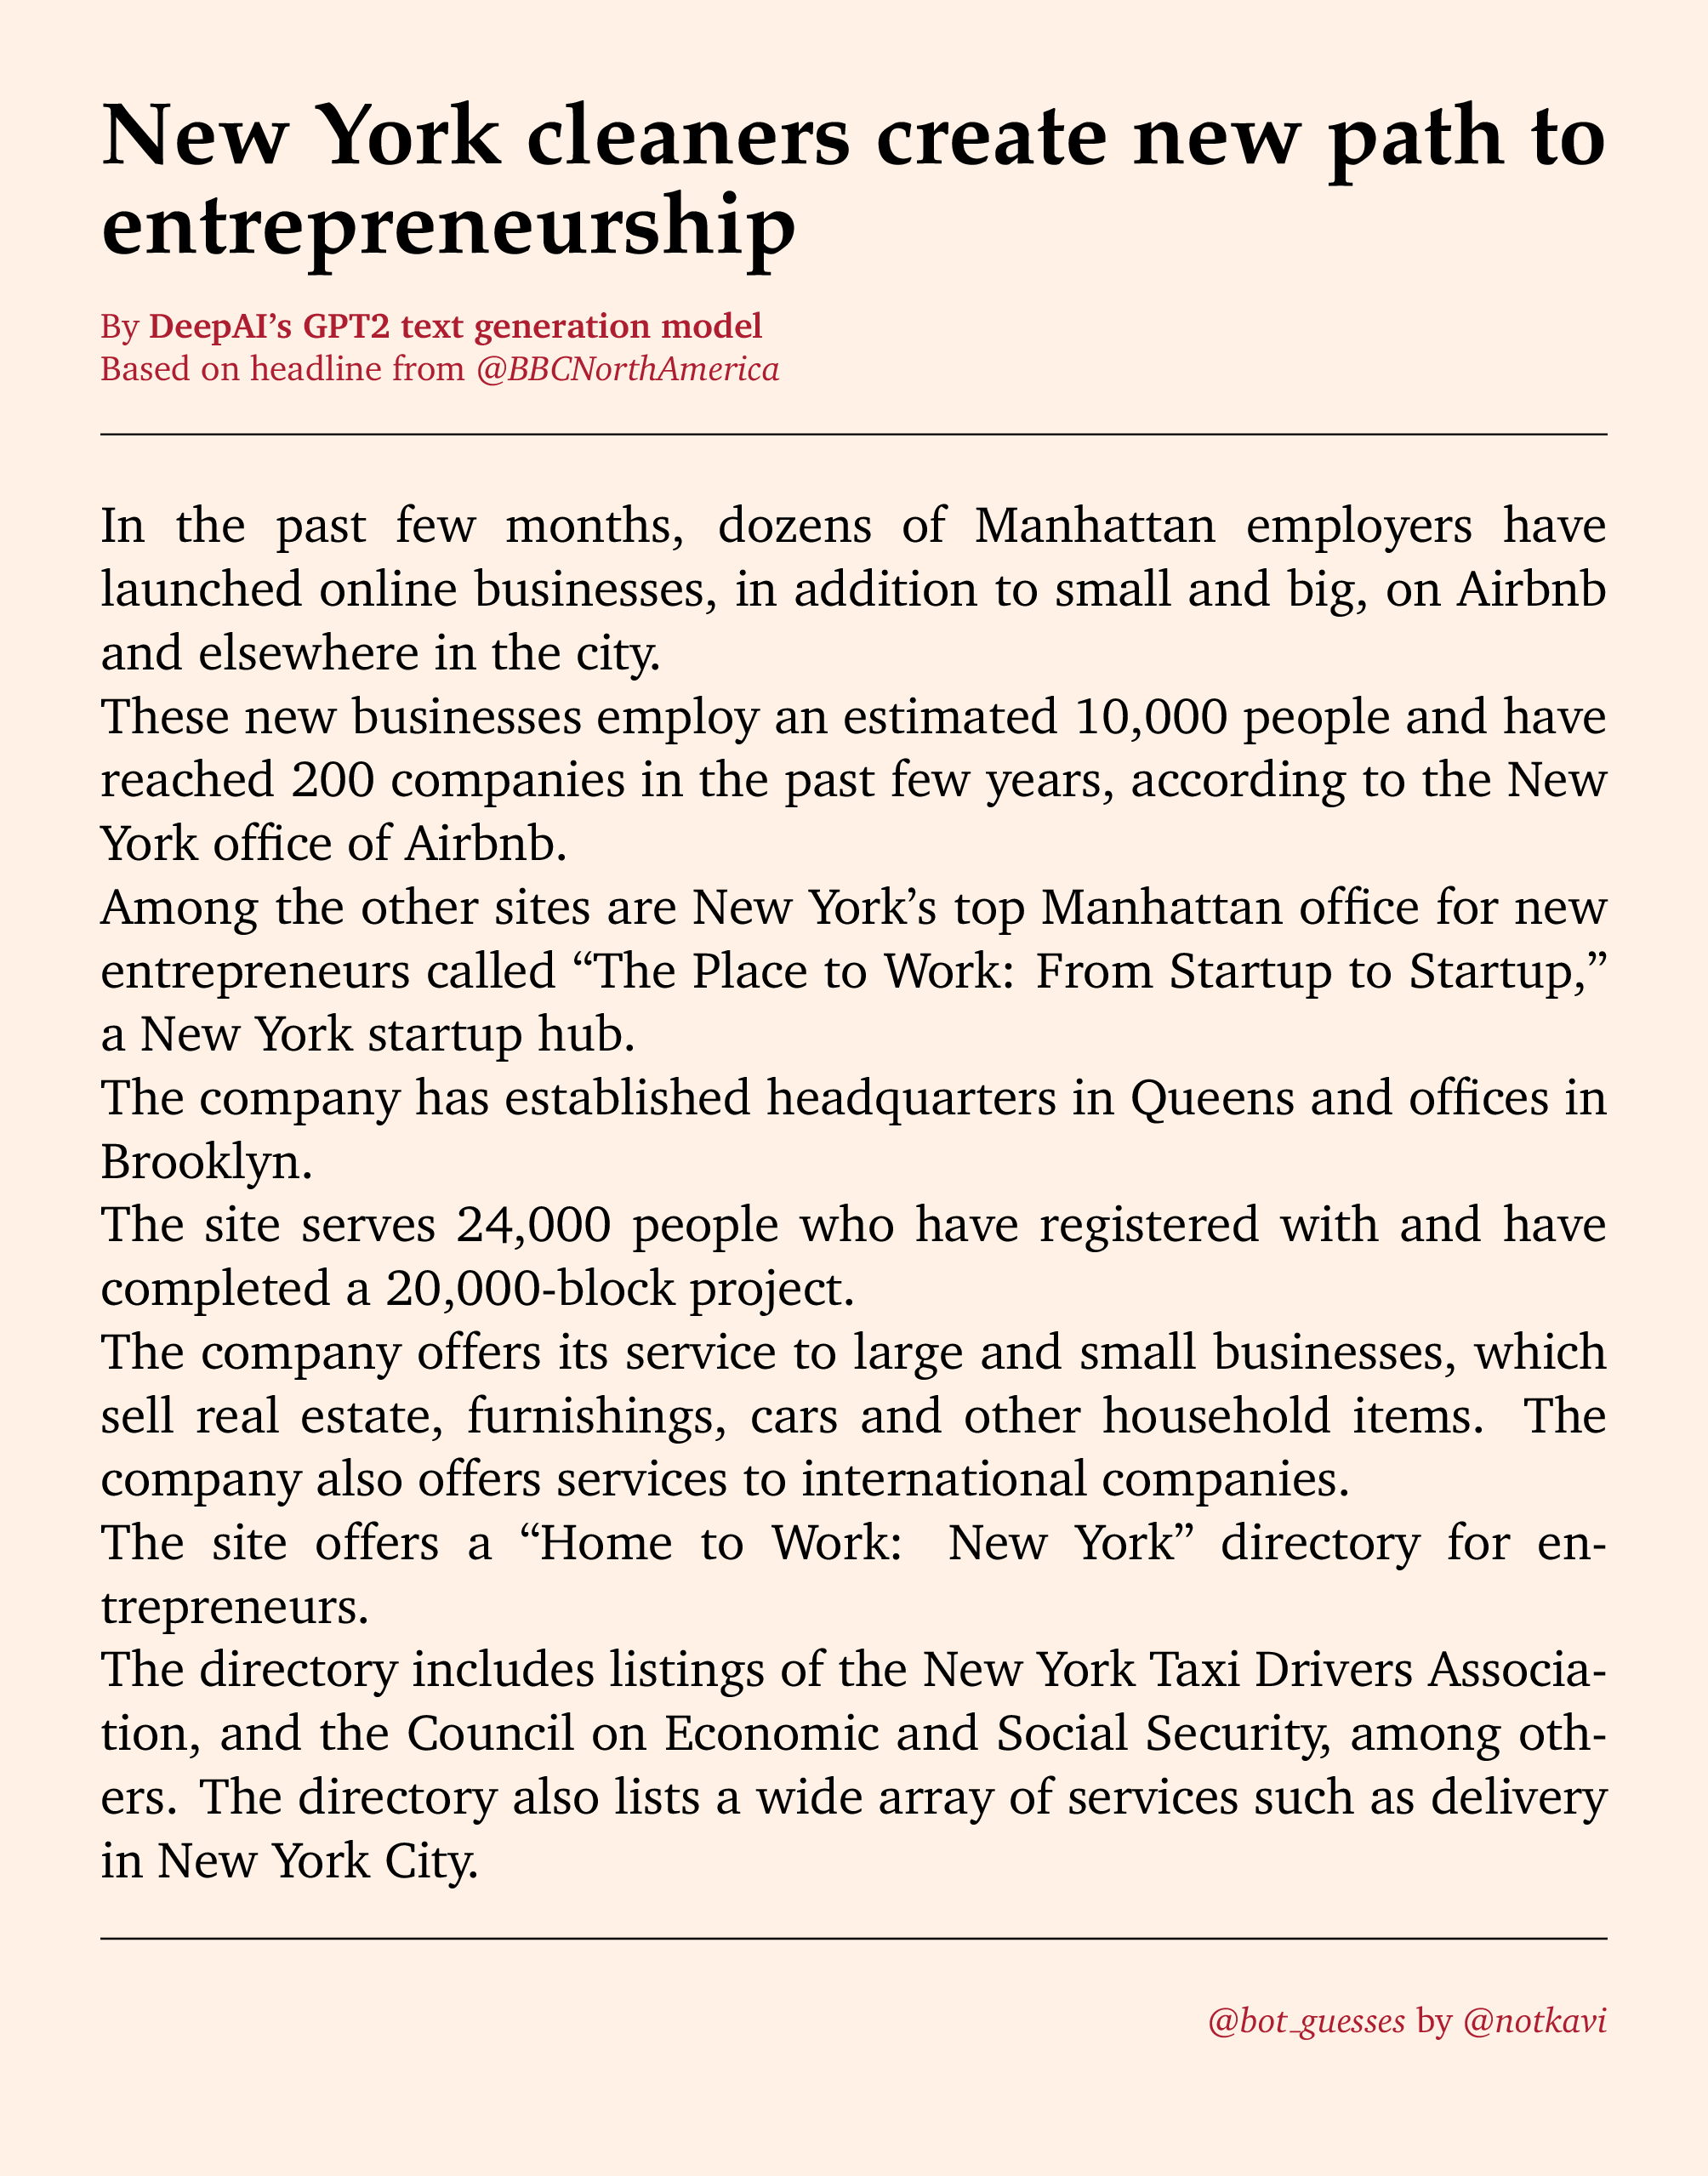 New York cleaners create new path to
entrepreneurship
By DeepAI’s GPT2 text generation model
Based on headline from @BBCNorthAmerica
In the past few months, dozens of Manhattan employers have
launched online businesses, in addition to small and big, on Airbnb
and elsewhere in the city.
These new businesses employ an estimated 10,000 people and have
reached 200 companies in the past few years, according to the New
York office of Airbnb.
Among the other sites are New York’s top Manhattan office for new
entrepreneurs called “The Place to Work: From Startup to Startup,”
a New York startup hub.
The company has established headquarters in Queens and offices in
Brooklyn.
The site serves 24,000 people who have registered with and have
completed a 20,000-block project.
The company offers its service to large and small businesses, which
sell real estate, furnishings, cars and other household items. The
company also offers services to international companies.
The site offers a “Home to Work: New York” directory for en-
trepreneurs.
The directory includes listings of the New York Taxi Drivers Associa-
tion, and the Council on Economic and Social Security, among oth-
ers. The directory also lists a wide array of services such as delivery
in New York City.
@bot_guesses by @notkavi